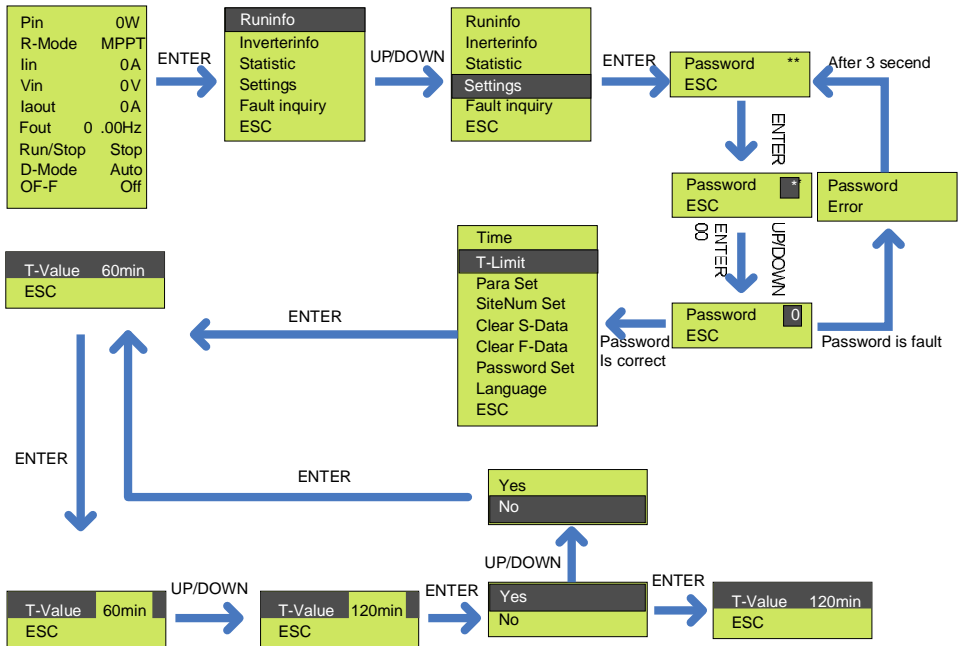 Pin 0W
R-Mode MPPT
Iin 0A
Vin 0V
Iaout 0A
Fout 0 .00Hz
Run/Stop Stop
D-Mode Auto
OF-F Off
ENTER
Runinfo
Inverterinfo
Statistic
Settings
Fault inquiry
ESC
UP/DOWN
Runinfo
Inerterinfo
Statistic
Settings
Fault inquiry
ESC
ENTER
Password **
ESC
After 3 secend
ENTER
Password **
ESC
Password
Error
UP/DOWN
ENTER
00
Password 0
ESC
Password is fault
Password
Is correct
Time
T-Limit
Para Set
SiteNum Set
Clear S-Data
Clear F-Data
Password Set
Language
ESC
ENTER
T-Value 60min
ESC
ENTER
ENTER
Yes
No
UP/DOWN
T-Value 60min
ESC
UP/DOWN
T-Value 120min
ESC
ENTER
Yes
No
ENTER
T-Value 120min
ESC